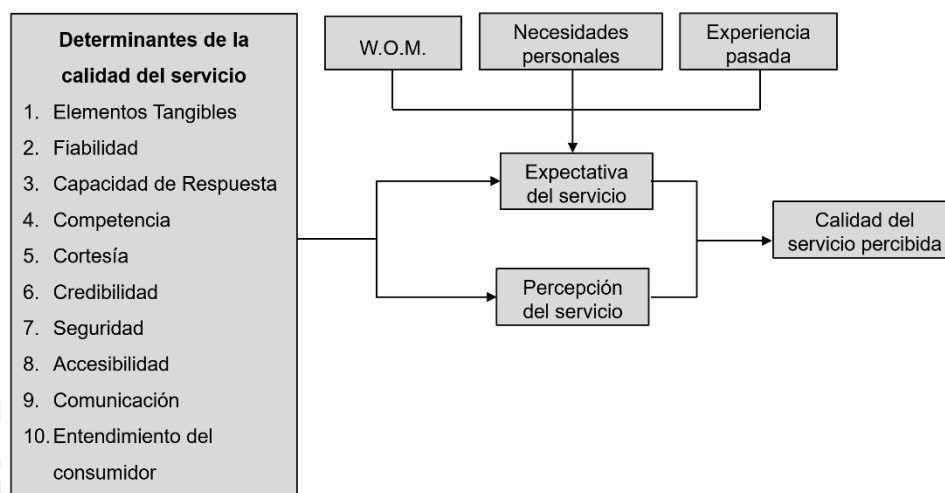 Determinantes de la
calidad del servicio
1. Elementos Tangibles
2. Fiabilidad
3. Capacidad de Respuesta
4. Competencia
5. Cortesía
6. Credibilidad
7. Seguridad
8. Accesibilidad
9. Comunicación
10. Entendimiento del
consumidor
W.O.M.
Necesidades
personales
Experiencia
pasada
Expectativa
del servicio
Percepción
del servicio
Calidad del
servicio percibida